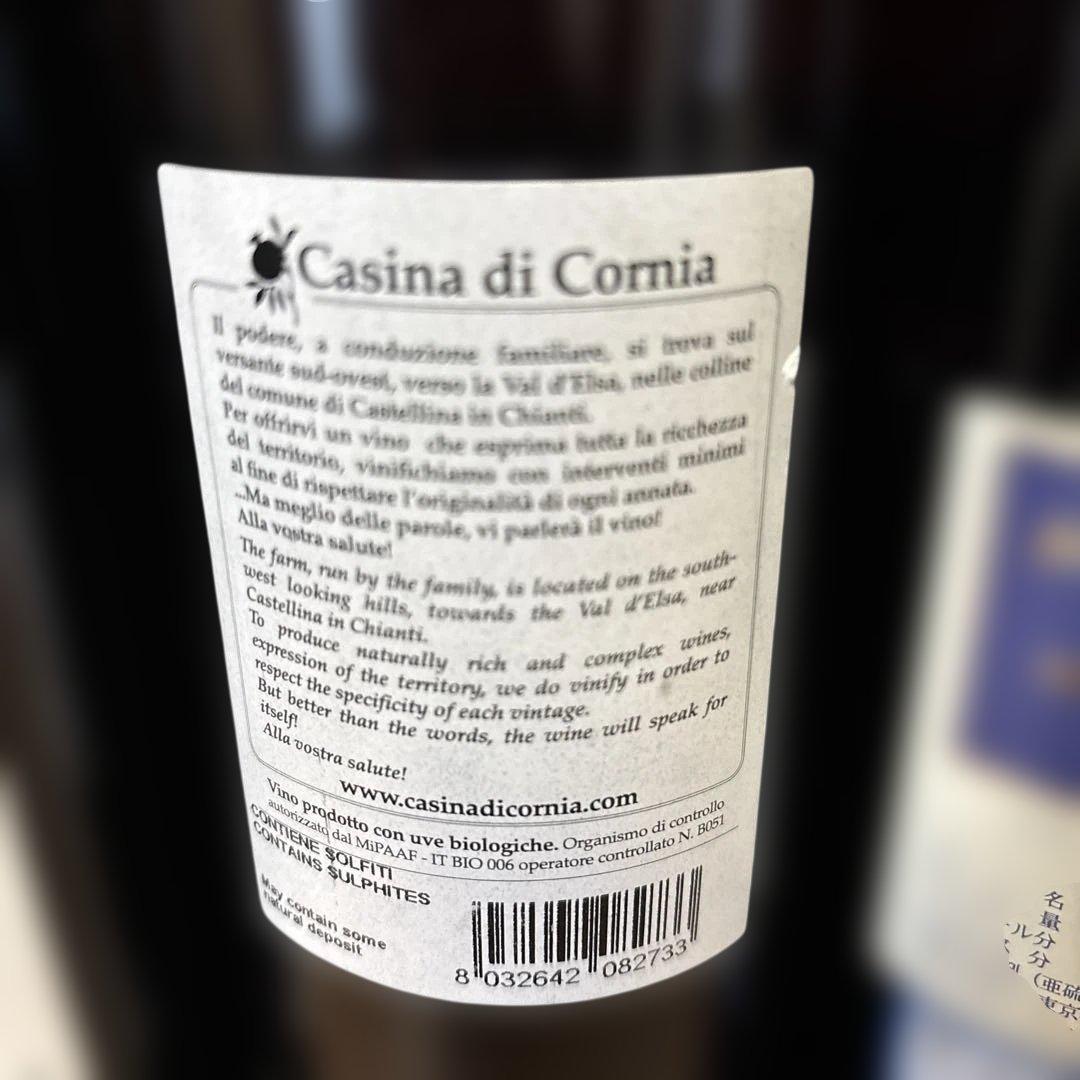 Casina di Cornia
Il podere, a conduzione familiare, si trova sul
versante sud-ovest, verso la Val d'Elsa, nelle colline
del comune di Castellina in Chianti.
Per offrirvi un vino che esprima tutta la ricchezza
del territorio, vinifichiamo con interventi minimi
al fine di rispettare l'originalità di ogni annata.
...Ma meglio delle parole, vi parlerà il vino!
Alla vostra salute!
The farm, run by the family, is located on the south-
west looking hills, towards the Val d'Elsa, near
Castellina in Chianti.
To produce naturally rich and complex wines,
expression of the territory, we do vinify in order to
respect the specificity of each vintage.
But better than the words, the wine will speak for
itself!
Alla vostra salute!
www.casinadicornia.com
Vino prodotto con uve biologiche. Organismo di controllo
autorizzato dal MiPAAF - IT BIO 006 operatore controllato N. B051
CONTIENE SOLFITI
CONTAINS SULPHITES
May contain some
natural deposit
8 032642 082733
名
量
ル分
分
(亜硫
東京